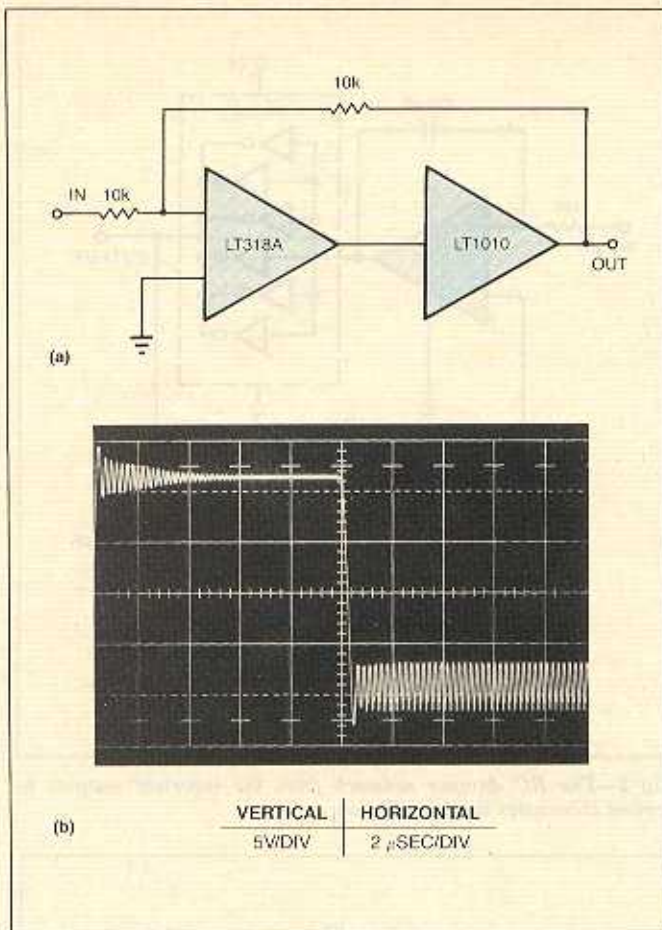 10k
IN 10k
LT318A
LT1010
OUT
(a)
(b)
VERTICAL HORIZONTAL
5V/DIV 2 μSEC/DIV